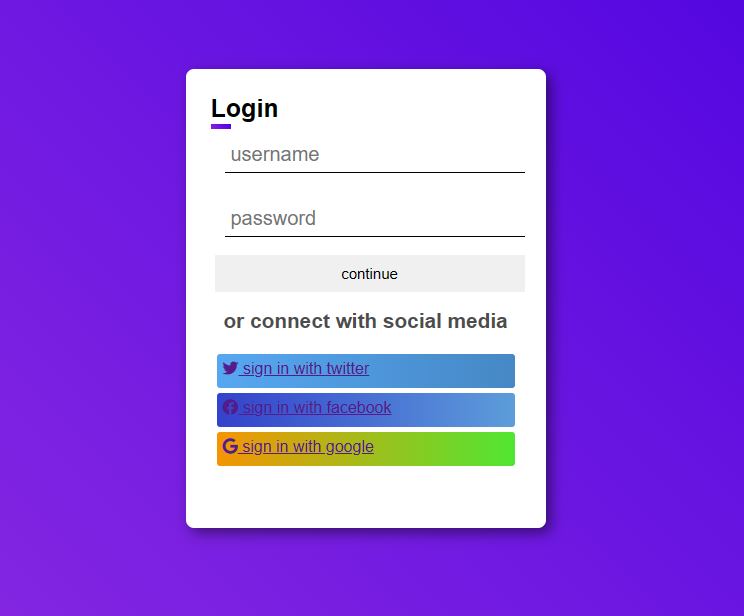 Login
username
password
continue
or connect with social media
sign in with twitter
sign in with facebook
sign in with google